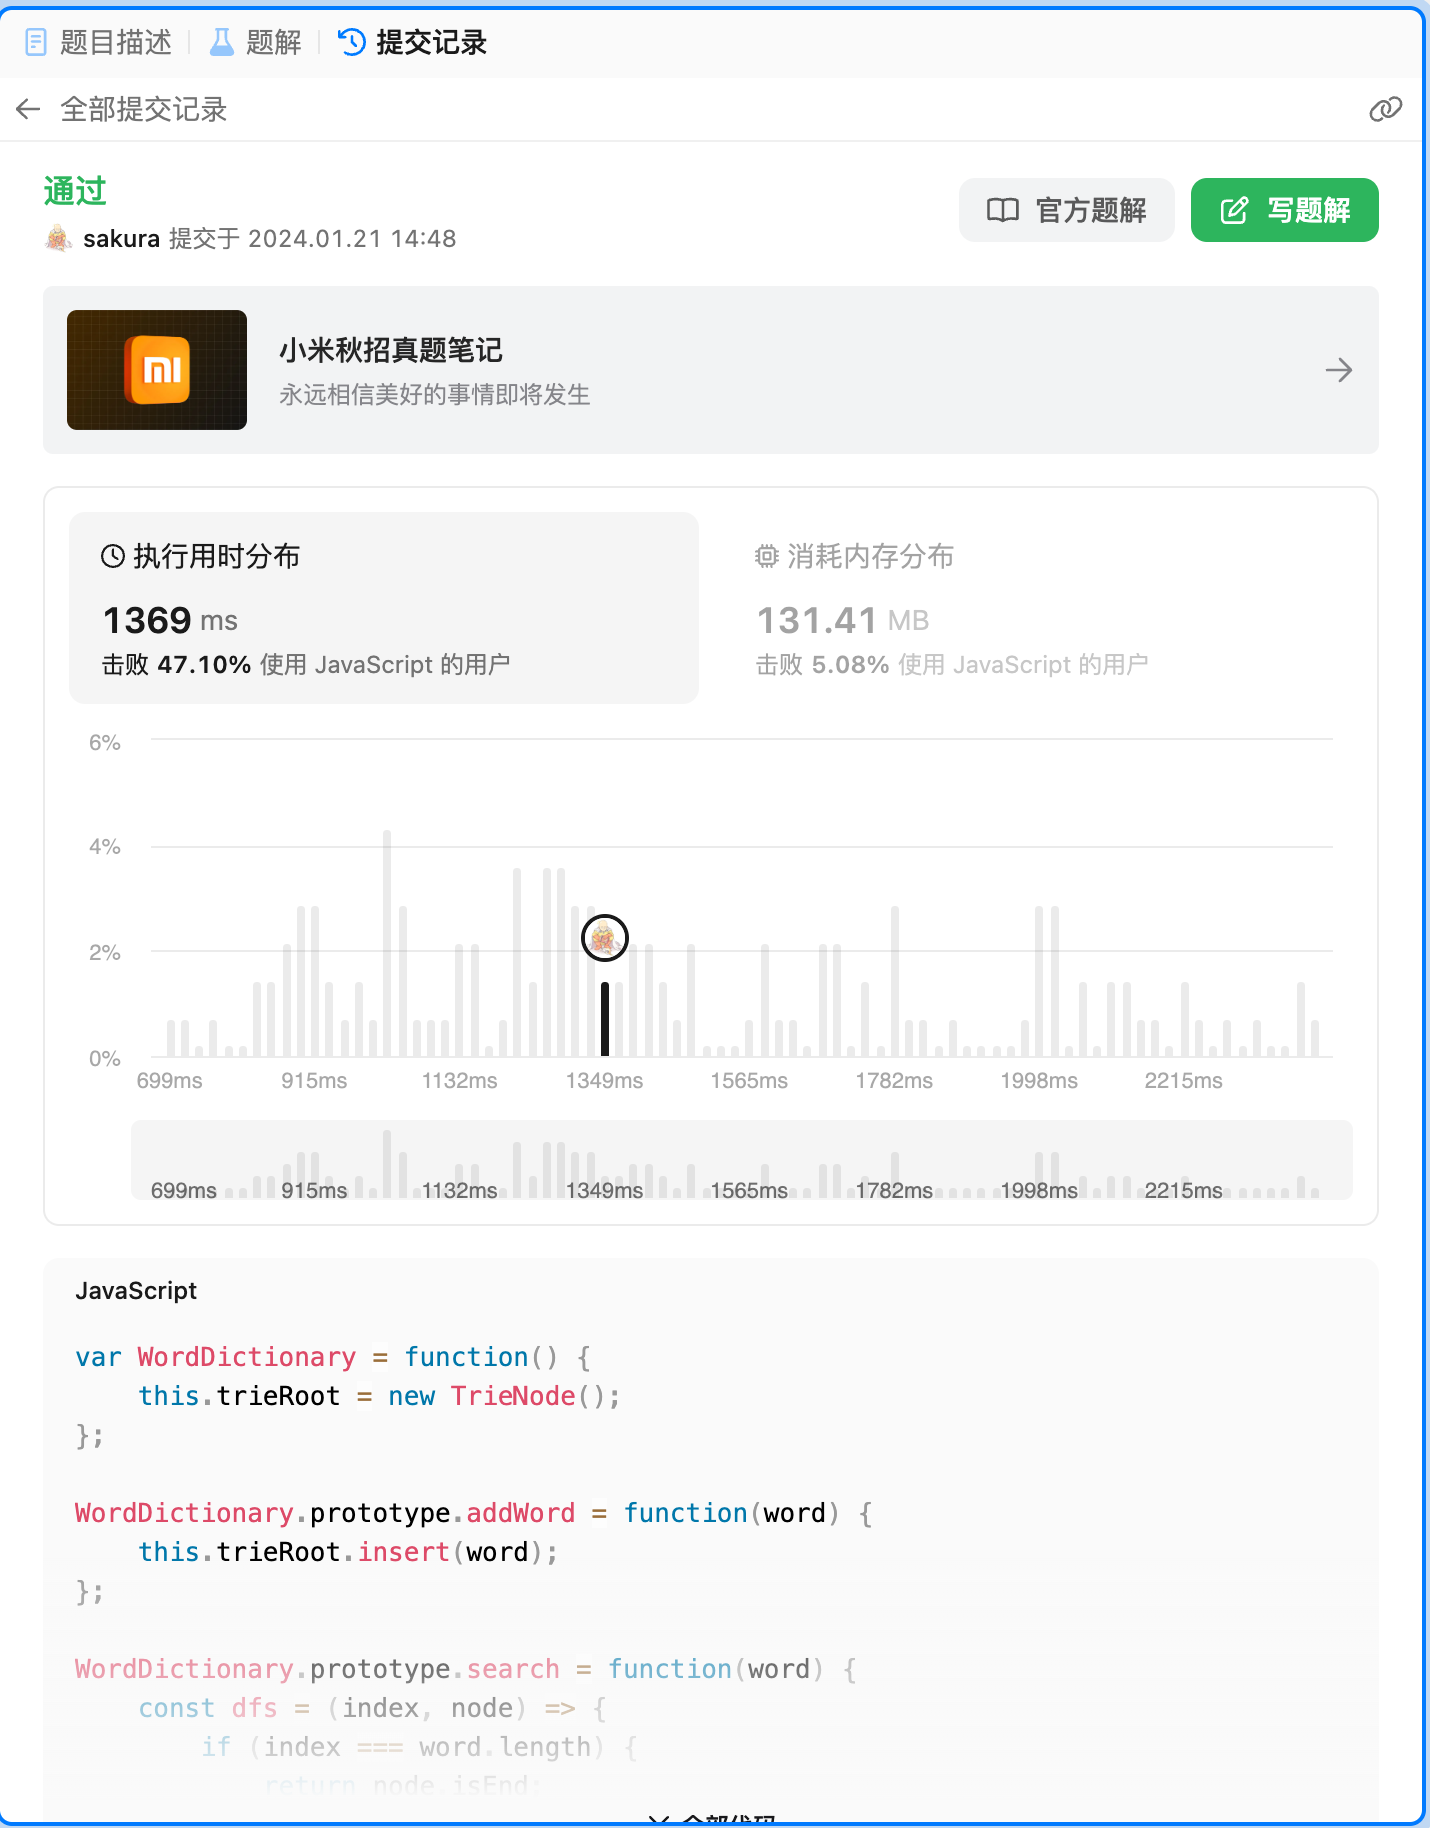 题目描述 题解 提交记录
全部提交记录
通过
sakura 提交于 2024.01.21 14:48
官方题解 写题解
小米秋招真题笔记
永远相信美好的事情即将发生
执行用时分布
1369 ms
击败 47.10% 使用 JavaScript 的用户
消耗内存分布
131.41 MB
击败 5.08% 使用 JavaScript 的用户
6%
4%
2%
0%
699ms 915ms 1132ms 1349ms 1565ms 1782ms 1998ms 2215ms
699ms 915ms 1132ms 1349ms 1565ms 1782ms 1998ms 2215ms
JavaScript
var WordDictionary = function() {
    this.trieRoot = new TrieNode();
};
WordDictionary.prototype.addWord = function(word) {
    this.trieRoot.insert(word);
};
WordDictionary.prototype.search = function(word) {
    const dfs = (index, node) => {
        if (index === word.length) {
            return node.isEnd;
全部代码